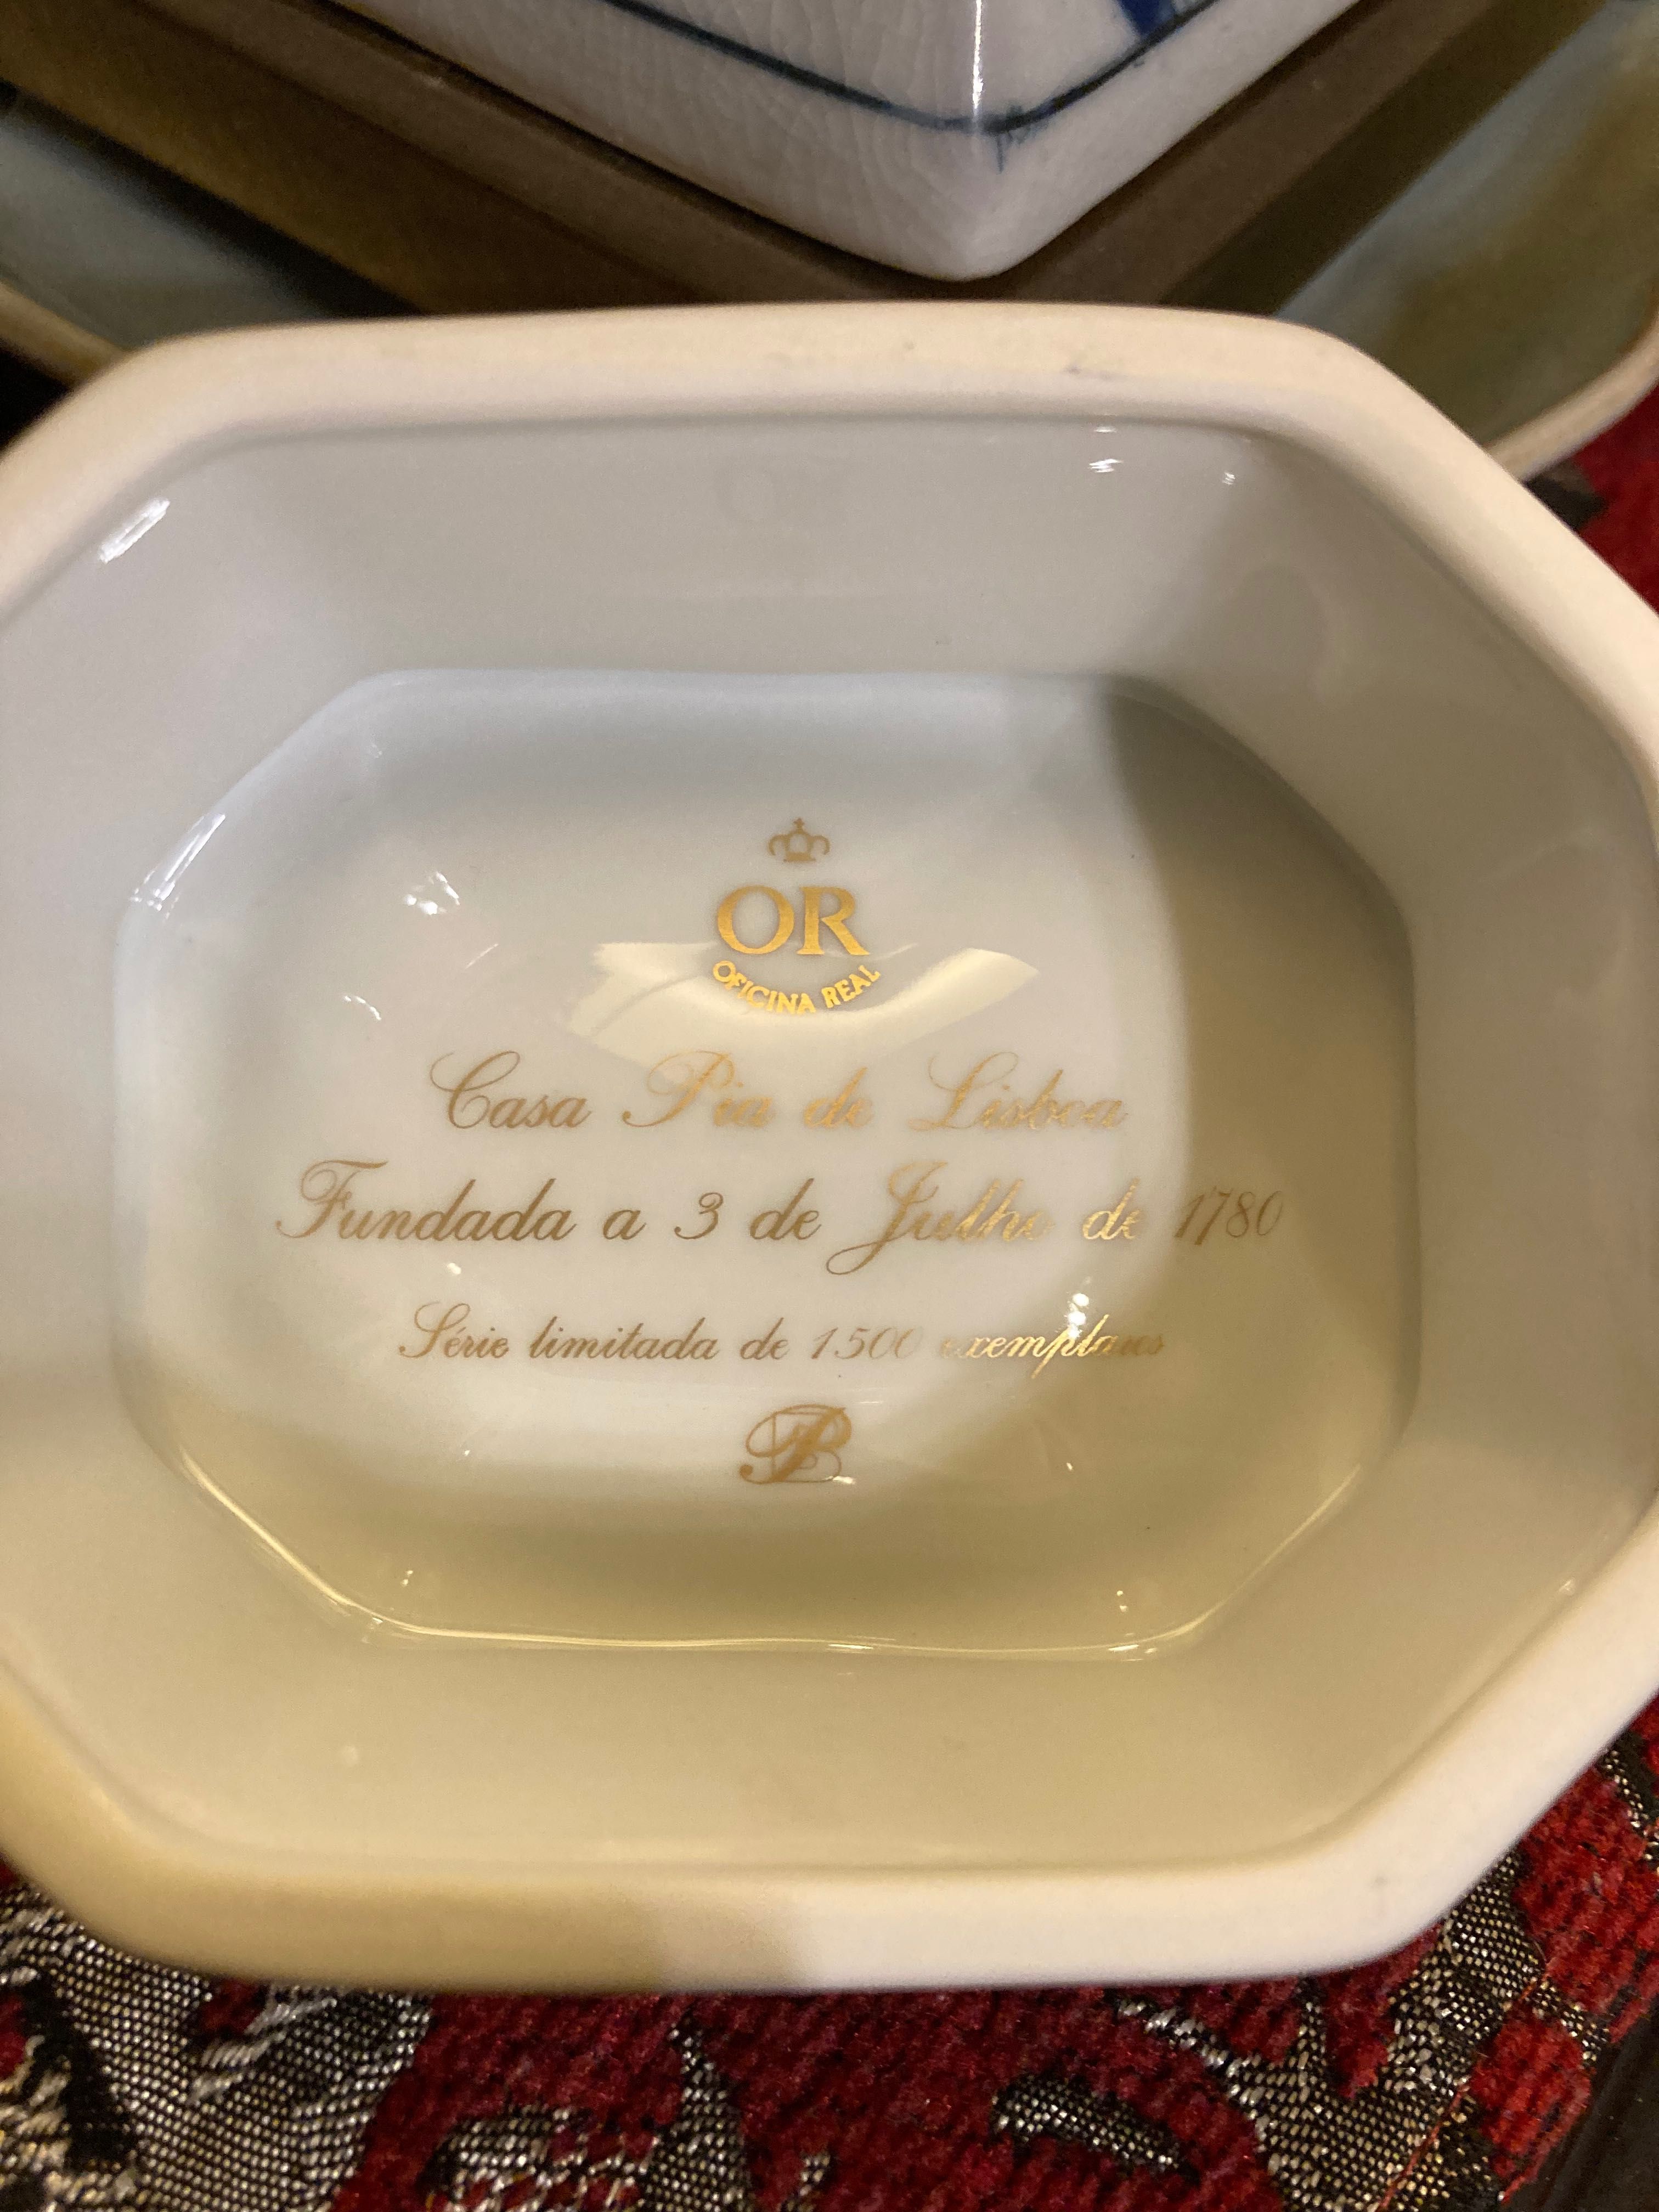 OR
OFICINA REAL
Casa Pia de Lisboa
Fundada a 3 de Julho de 1780
Série limitada de 1500 exemplares